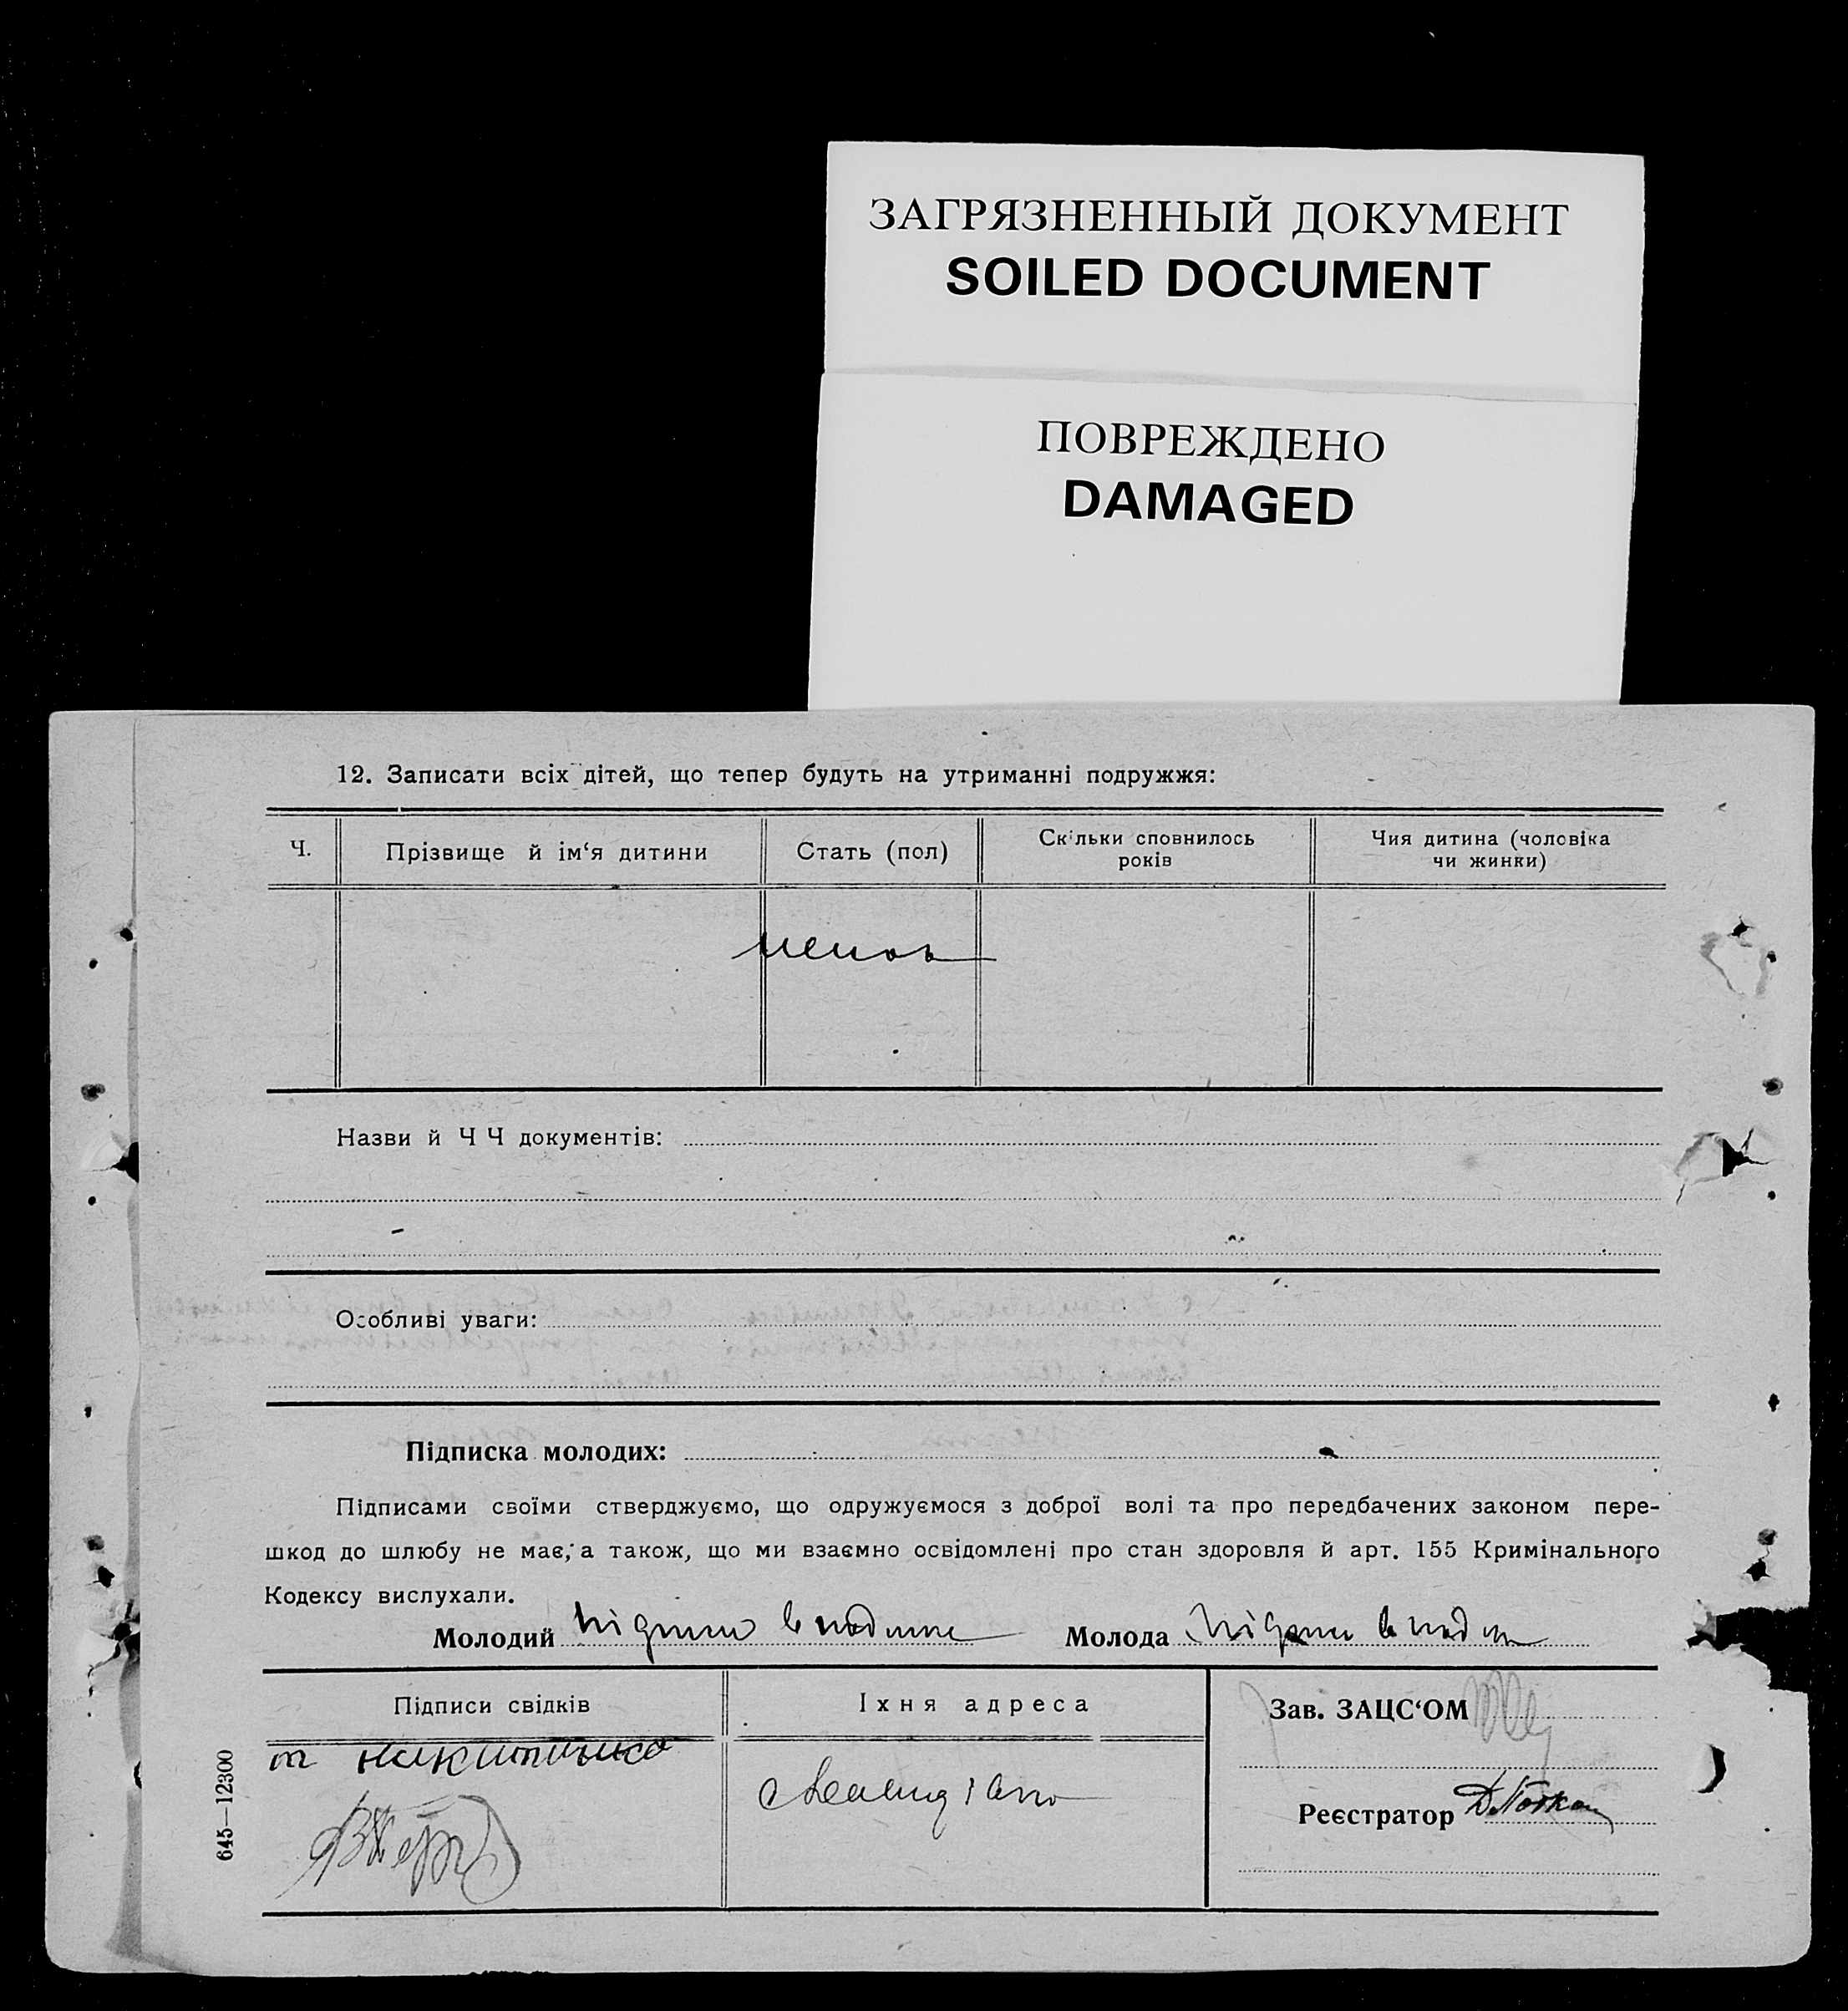 ЗАГРЯЗНЕННЫЙ ДОКУМЕНТ
SOILED DOCUMENT
ПОВРЕЖДЕНО
DAMAGED
12. Записати всіх дітей, що тепер будуть на утриманні подружжя:
Ч.
Прізвище й ім‘я дитини
Стать (пол)
Скільки сповнилось
років
Чия дитина (чоловіка
чи жинки)
Назви й Ч Ч документів:
Особливі уваги:
Підписка молодих:
Підписами своїми стверджуємо, що одружуємося з доброї волі та про передбачених законом пере-
шкод до шлюбу не має, а також, що ми взаємно освідомлені про стан здоровля й арт. 155 Кримінального
Кодексу вислухали.
Молодий
Молода
Підписи свідків
Їхня адреса
Зав. ЗАЦС‘ОМ
Реєстратор
645—12300